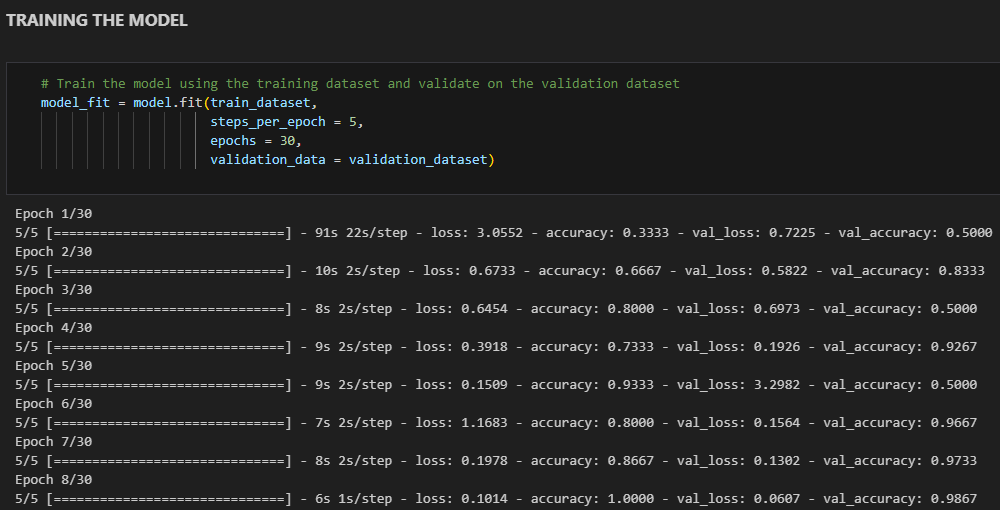 TRAINING THE MODEL
# Train the model using the training dataset and validate on the validation dataset
model_fit = model.fit(train_dataset,
steps_per_epoch = 5,
epochs = 30,
validation_data = validation_dataset)
Epoch 1/30
5/5 [==============================] - 91s 22s/step - loss: 3.0552 - accuracy: 0.3333 - val_loss: 0.7225 - val_accuracy: 0.5000
Epoch 2/30
5/5 [==============================] - 10s 2s/step - loss: 0.6733 - accuracy: 0.6667 - val_loss: 0.5822 - val_accuracy: 0.8333
Epoch 3/30
5/5 [==============================] - 8s 2s/step - loss: 0.6454 - accuracy: 0.8000 - val_loss: 0.6973 - val_accuracy: 0.5000
Epoch 4/30
5/5 [==============================] - 9s 2s/step - loss: 0.3918 - accuracy: 0.7333 - val_loss: 0.1926 - val_accuracy: 0.9267
Epoch 5/30
5/5 [==============================] - 9s 2s/step - loss: 0.1509 - accuracy: 0.9333 - val_loss: 3.2982 - val_accuracy: 0.5000
Epoch 6/30
5/5 [==============================] - 7s 2s/step - loss: 1.1683 - accuracy: 0.8000 - val_loss: 0.1564 - val_accuracy: 0.9667
Epoch 7/30
5/5 [==============================] - 8s 2s/step - loss: 0.1978 - accuracy: 0.8667 - val_loss: 0.1302 - val_accuracy: 0.9733
Epoch 8/30
5/5 [==============================] - 6s 1s/step - loss: 0.1014 - accuracy: 1.0000 - val_loss: 0.0607 - val_accuracy: 0.9867